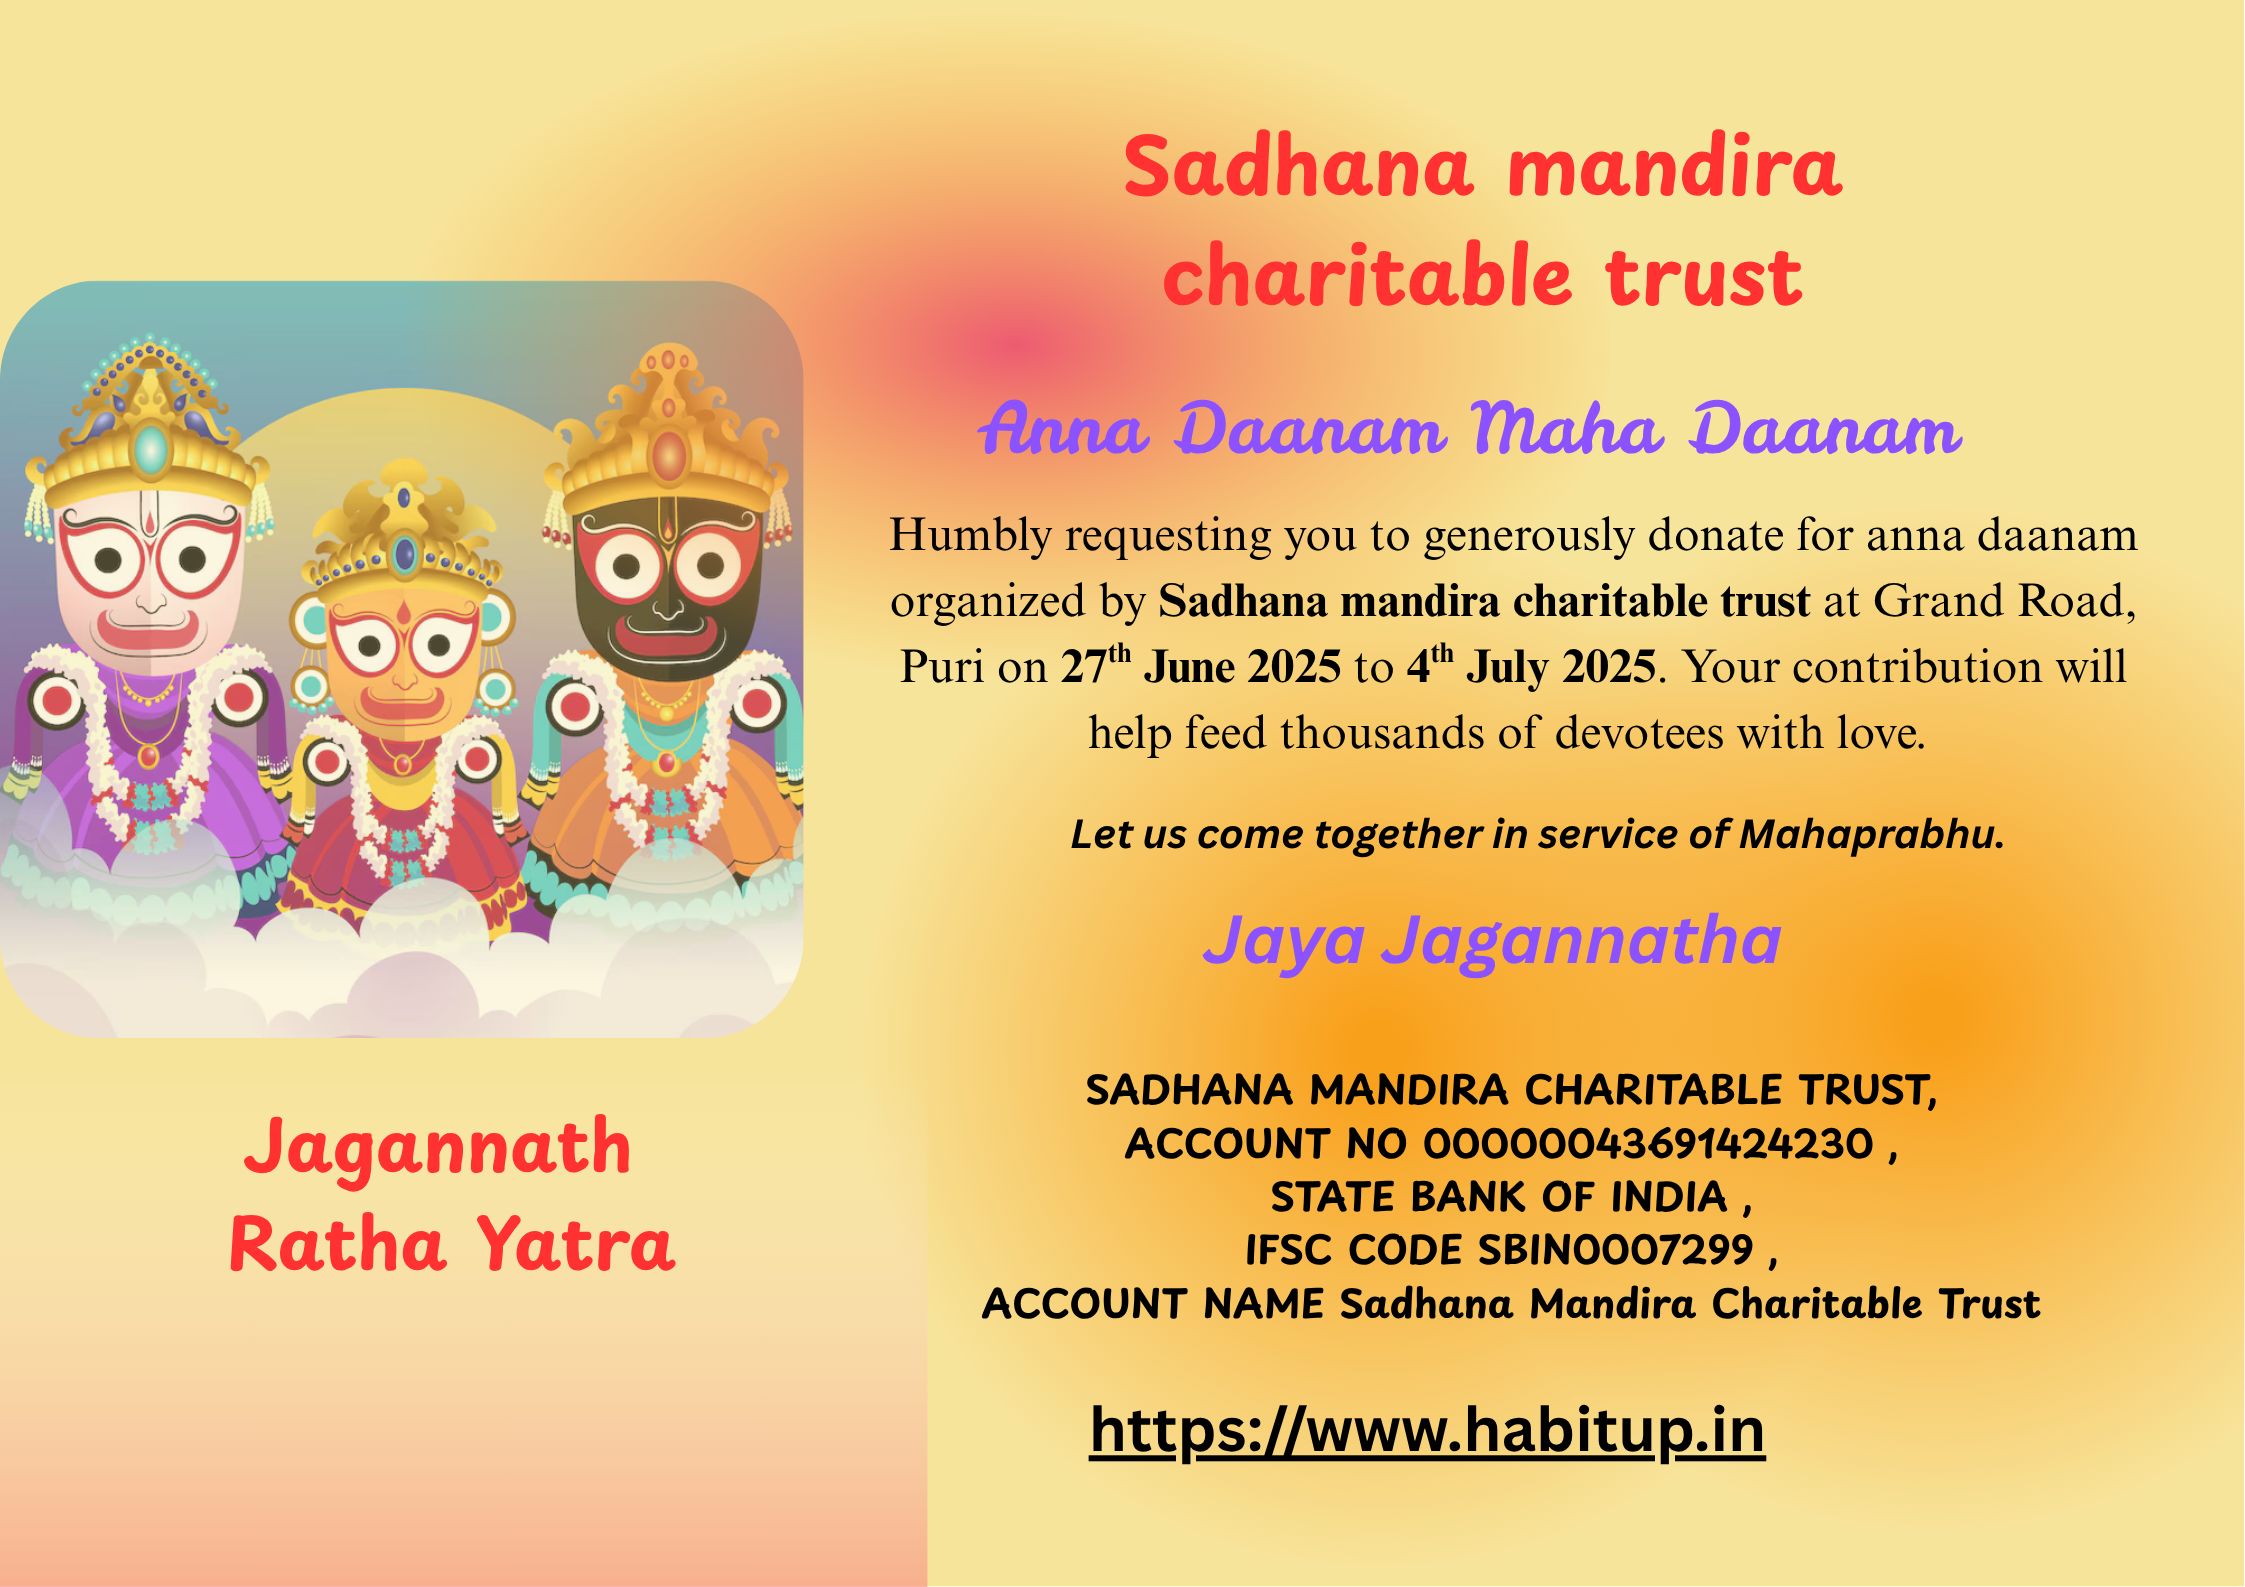 Sadhana mandira
charitable trust
Anna Daanam Maha Daanam
Humbly requesting you to generously donate for anna daanam
organized by Sadhana mandira charitable trust at Grand Road,
Puri on 27th June 2025 to 4th July 2025. Your contribution will
help feed thousands of devotees with love.
Let us come together in service of Mahaprabhu.
Jaya Jagannatha
SADHANA MANDIRA CHARITABLE TRUST,
ACCOUNT NO 00000043691424230 ,
STATE BANK OF INDIA ,
IFSC CODE SBIN0007299 ,
ACCOUNT NAME Sadhana Mandira Charitable Trust
https://www.habitup.in
Jagannath
Ratha Yatra